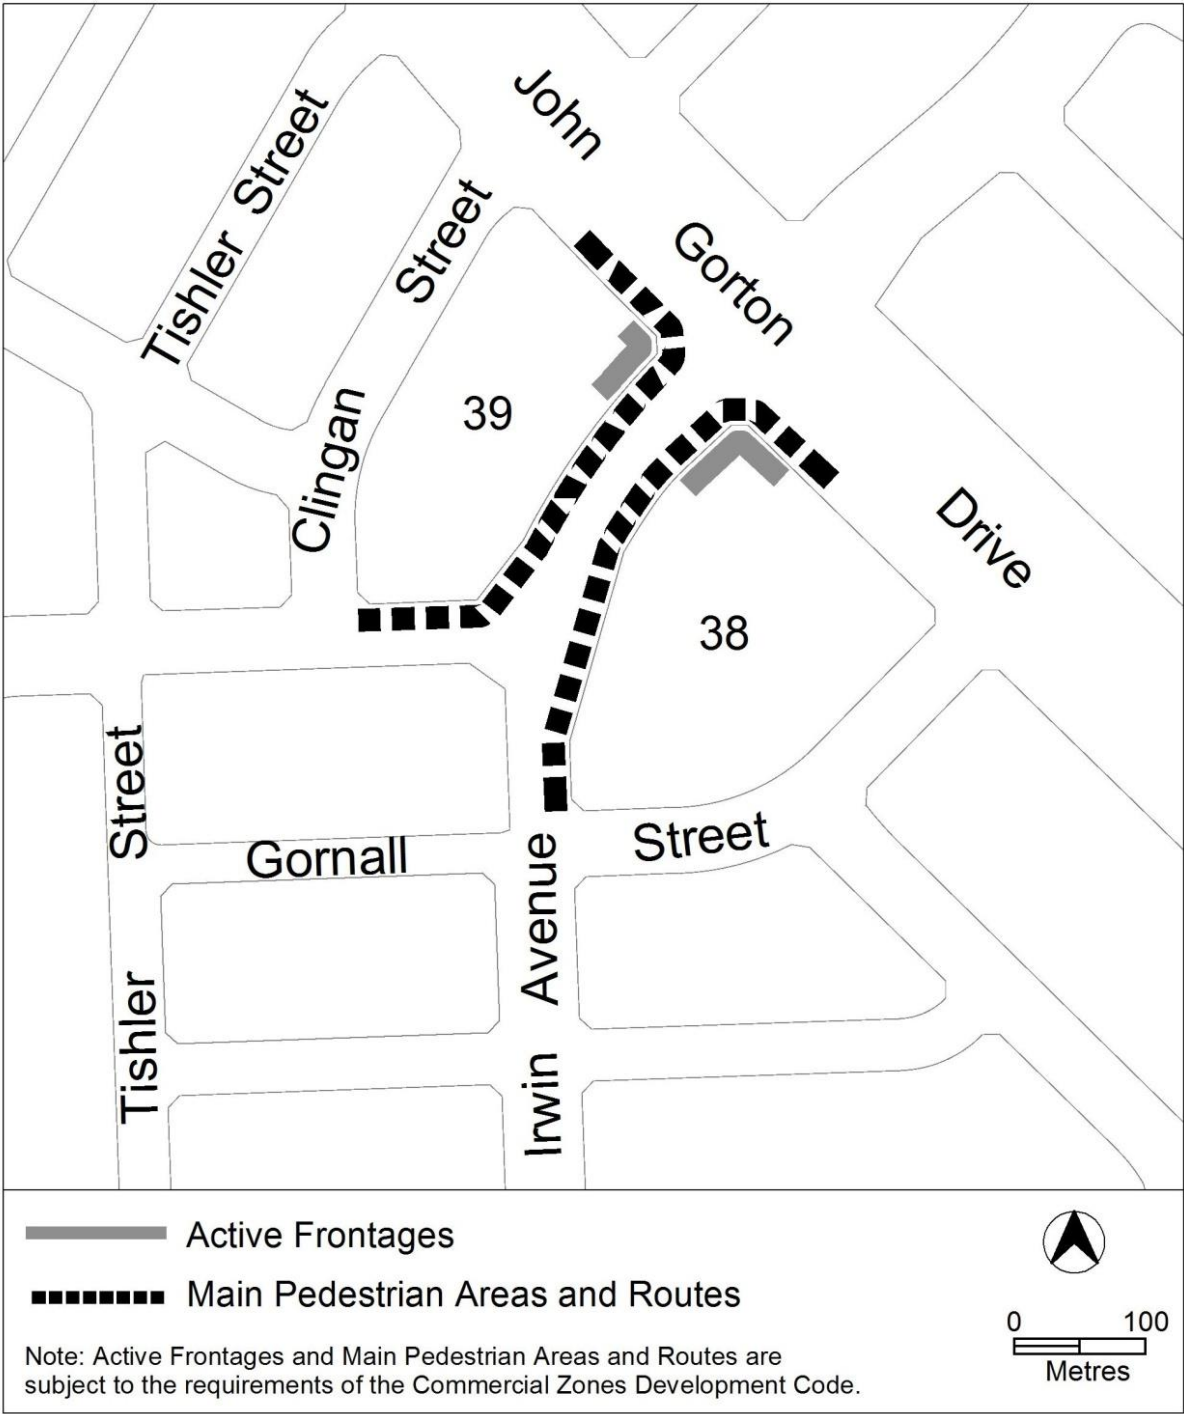 John
Gorton
Drive
Tishler Street
Clingan Street
39
38
Street
Tishler
Gornall Street
Irwin Avenue
Active Frontages
Main Pedestrian Areas and Routes
Note: Active Frontages and Main Pedestrian Areas and Routes are
subject to the requirements of the Commercial Zones Development Code.
0 100
Metres